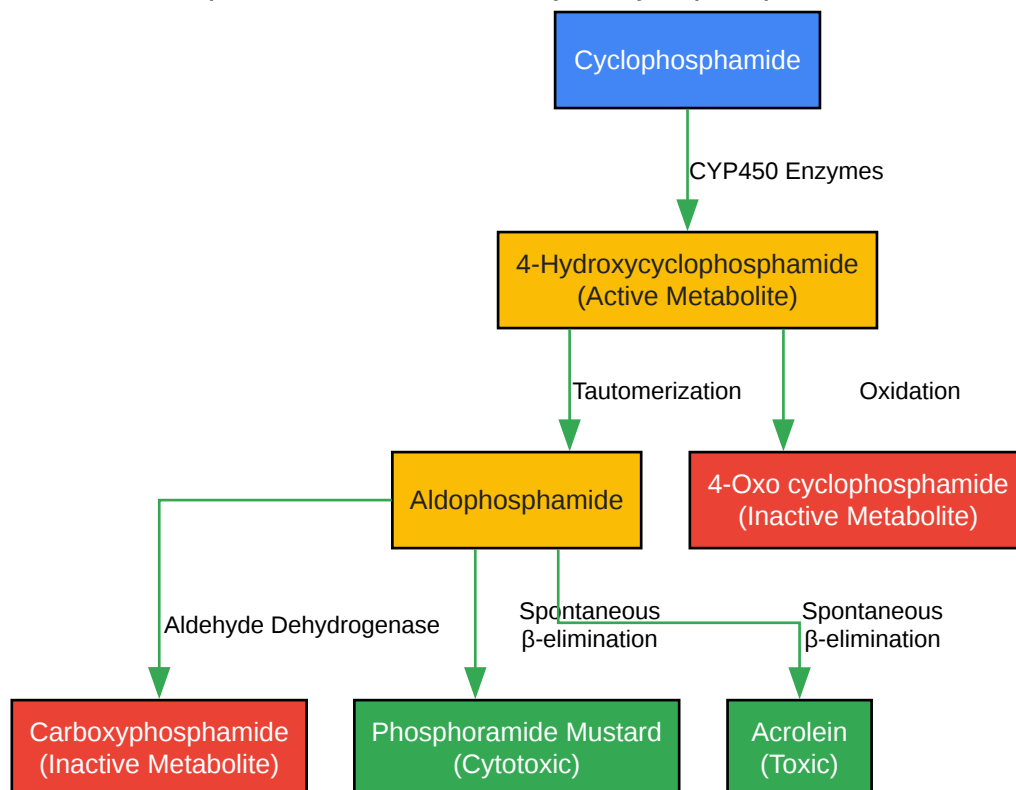 Cyclophosphamide
CYP450 Enzymes
4-Hydroxycyclophosphamide
(Active Metabolite)
Tautomerization
Oxidation
Aldophosphamide
4-Oxo cyclophosphamide
(Inactive Metabolite)
Aldehyde Dehydrogenase
Spontaneous
β-elimination
Spontaneous
β-elimination
Carboxyphosphamide
(Inactive Metabolite)
Phosphoramide Mustard
(Cytotoxic)
Acrolein
(Toxic)